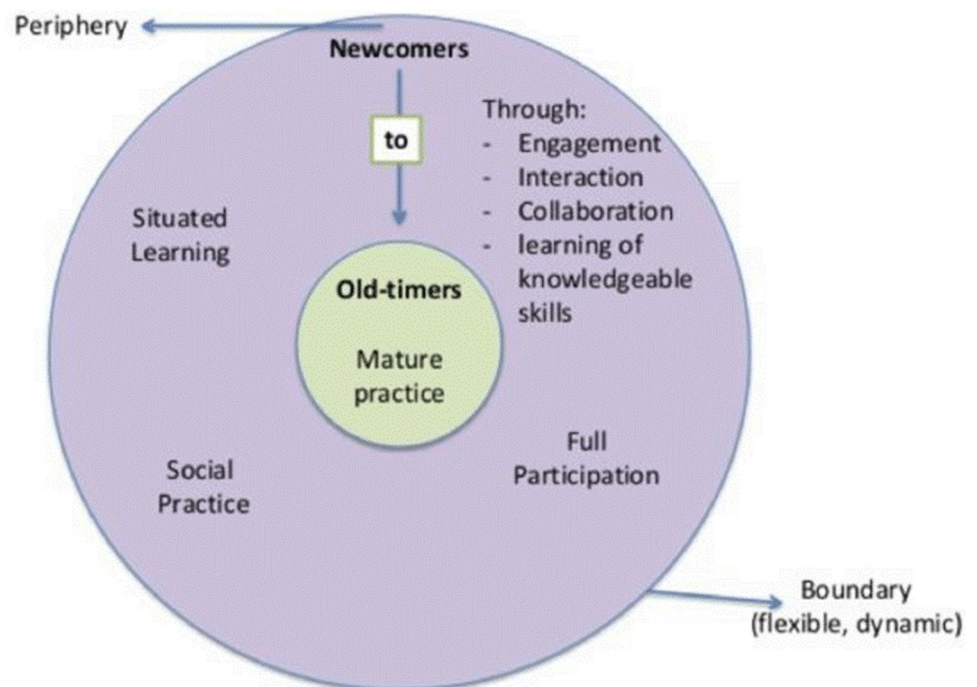 Periphery
Newcomers
to
Through:
- Engagement
- Interaction
- Collaboration
- learning of
knowledgeable
skills
Situated
Learning
Old-timers
Mature
practice
Full
Participation
Social
Practice
Boundary
(flexible, dynamic)